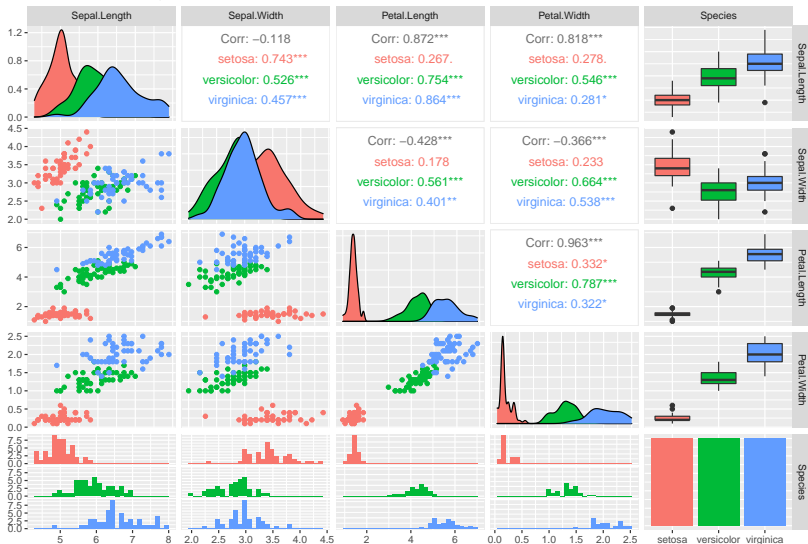 Sepal.Length
Sepal.Width
Petal.Length
Petal.Width
Species
1.2
0.8
0.4
0.0
Corr: −0.118
setosa: 0.743***
versicolor: 0.526***
virginica: 0.457***
Corr: 0.872***
setosa: 0.267.
versicolor: 0.754***
virginica: 0.864***
Corr: 0.818***
setosa: 0.278.
versicolor: 0.546***
virginica: 0.281*
Sepal.Length
4.5
4.0
3.5
3.0
2.5
2.0
Corr: −0.428***
setosa: 0.178
versicolor: 0.561***
virginica: 0.401**
Corr: −0.366***
setosa: 0.233
versicolor: 0.664***
virginica: 0.538***
Sepal.Width
6
4
2
Corr: 0.963***
setosa: 0.332*
versicolor: 0.787***
virginica: 0.322*
Petal.Length
2.5
2.0
1.5
1.0
0.5
0.0
Petal.Width
7.5
5.0
2.5
0.0
7.5
5.0
2.5
0.0
7.5
5.0
2.5
0.0
Species
5 6 7 8
2.0 2.5 3.0 3.5 4.0 4.5
2 4 6
0.0 0.5 1.0 1.5 2.0 2.5
setosa versicolor virginica